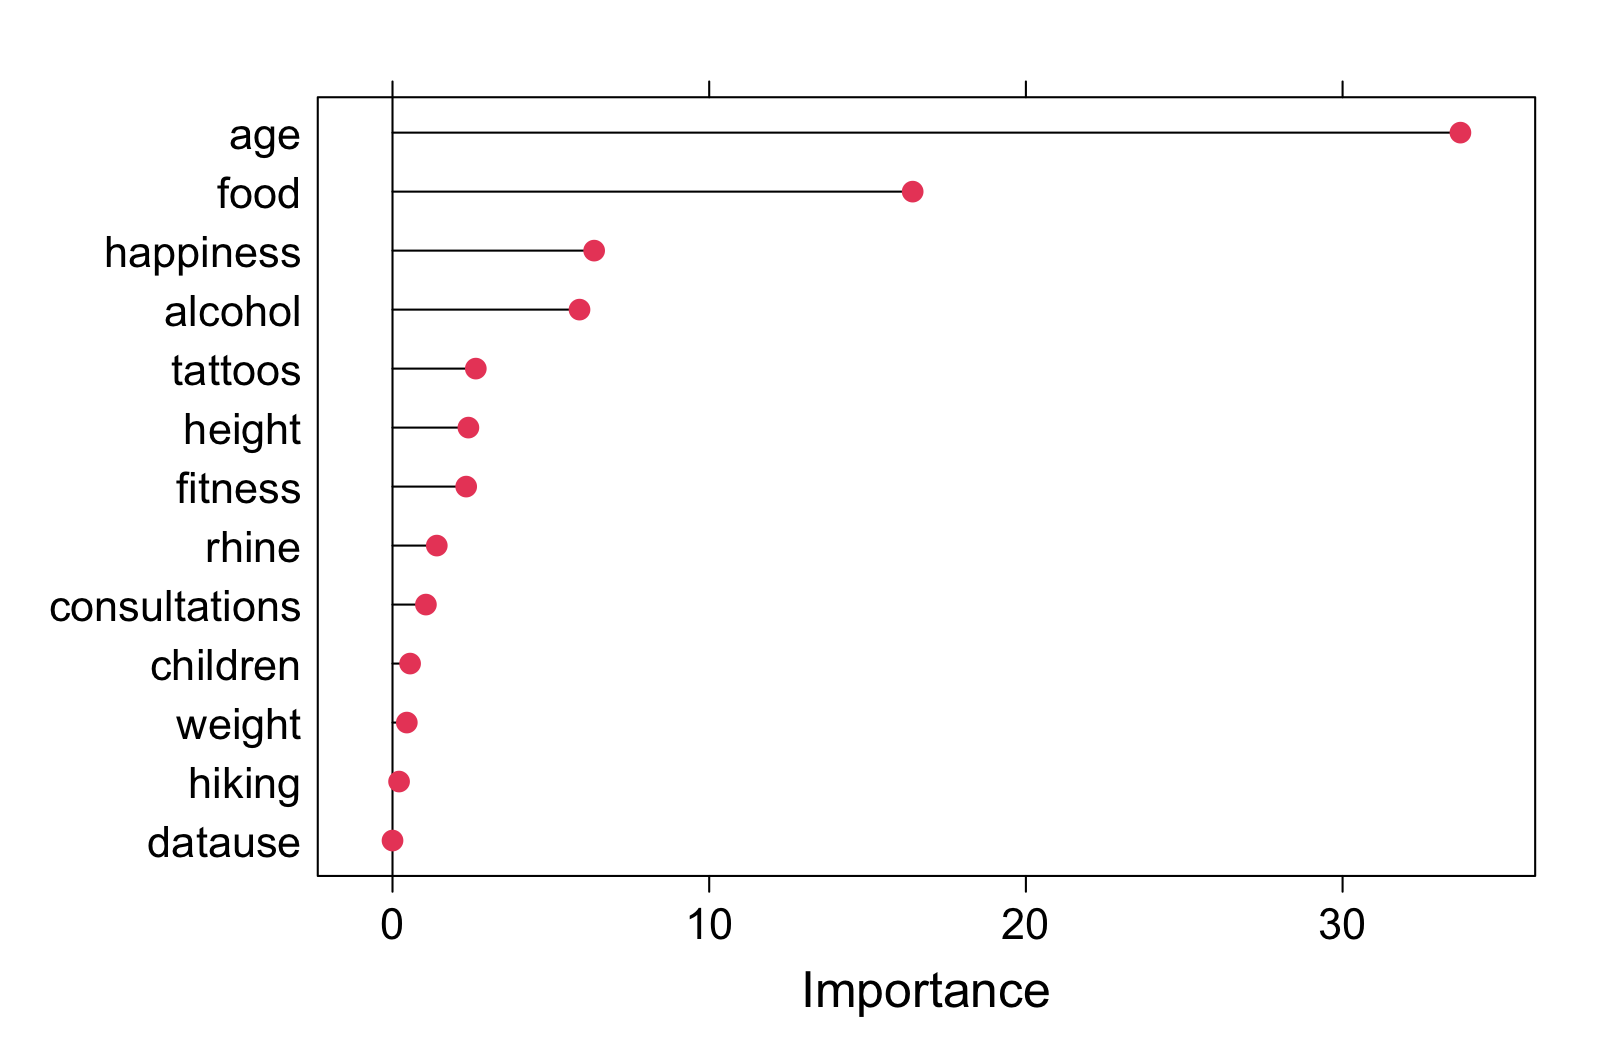 age
food
happiness
alcohol
tattoos
height
fitness
rhine
consultations
children
weight
hiking
datause
0 10 20 30
Importance